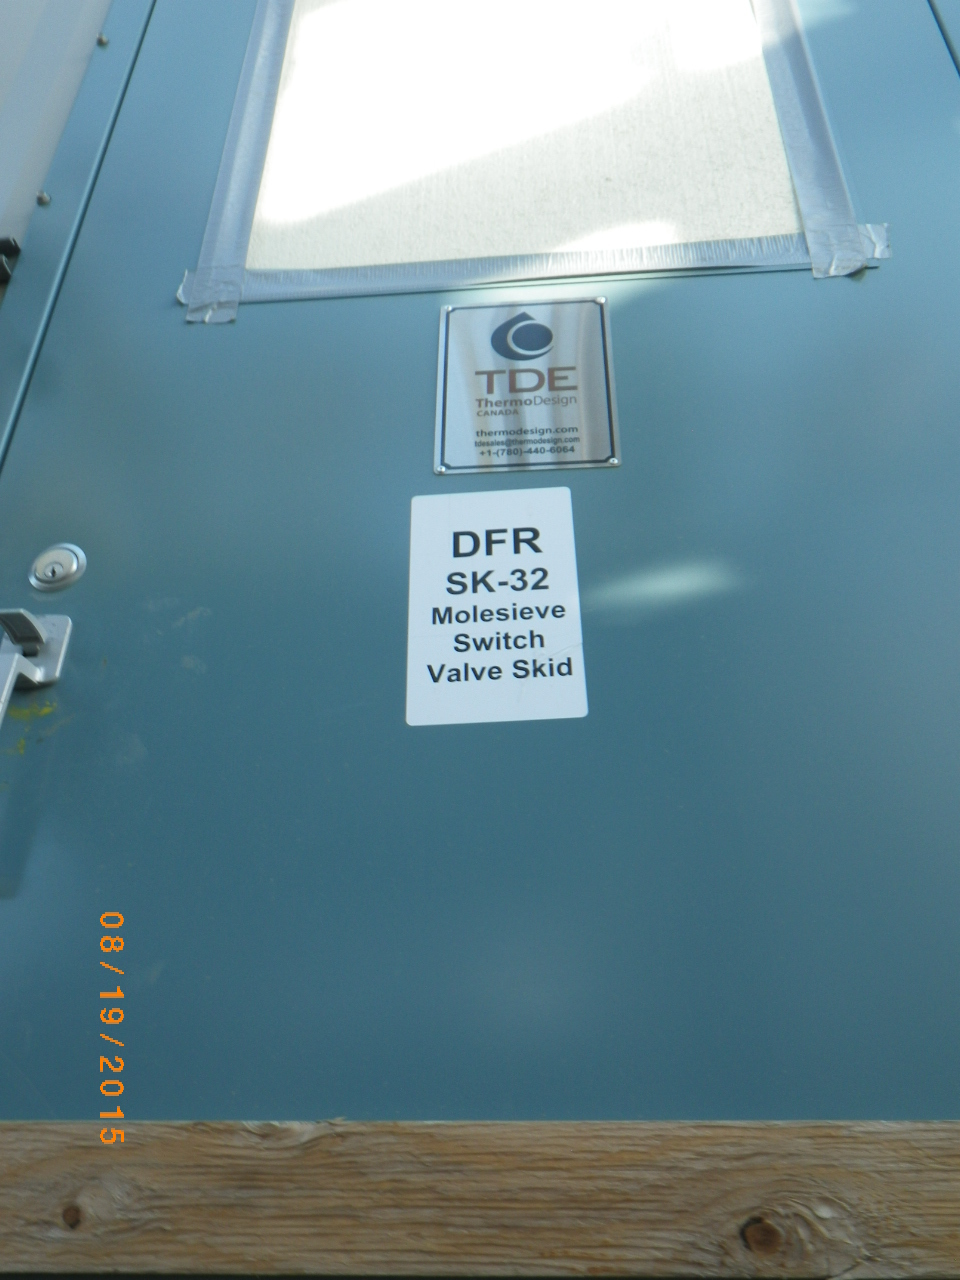 TDE
ThermoDesign
CANADA
thermodesign.com
tdesales@thermodesign.com
+1-(780)-440-6064
DFR
SK-32
Molesieve
Switch
Valve Skid
08/19/2015